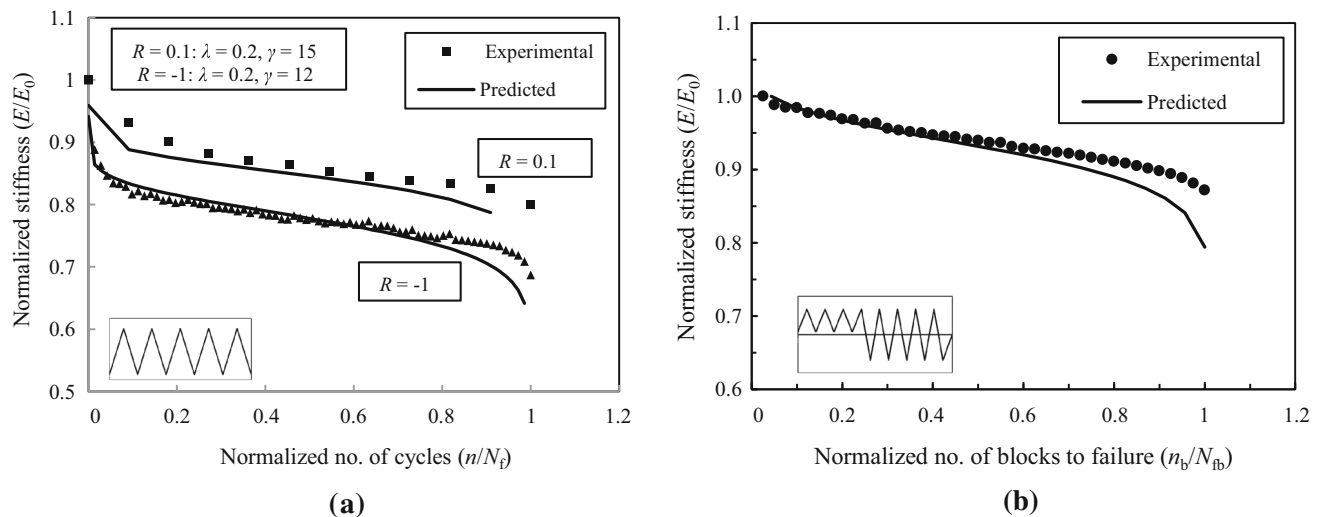 1.1
1
0.9
0.8
0.7
0.6
0.5
Normalized stiffness (E/E0)
R = 0.1: λ = 0.2, γ = 15
R = -1: λ = 0.2, γ = 12
Experimental
Predicted
R = 0.1
R = -1
0 0.2 0.4 0.6 0.8 1 1.2
Normalized no. of cycles (n/Nf)
(a)
1.1
1.0
0.9
0.8
0.7
0.6
Normalized stiffness (E/E0)
Experimental
Predicted
0 0.2 0.4 0.6 0.8 1 1.2
Normalized no. of blocks to failure (nb/Nfb)
(b)